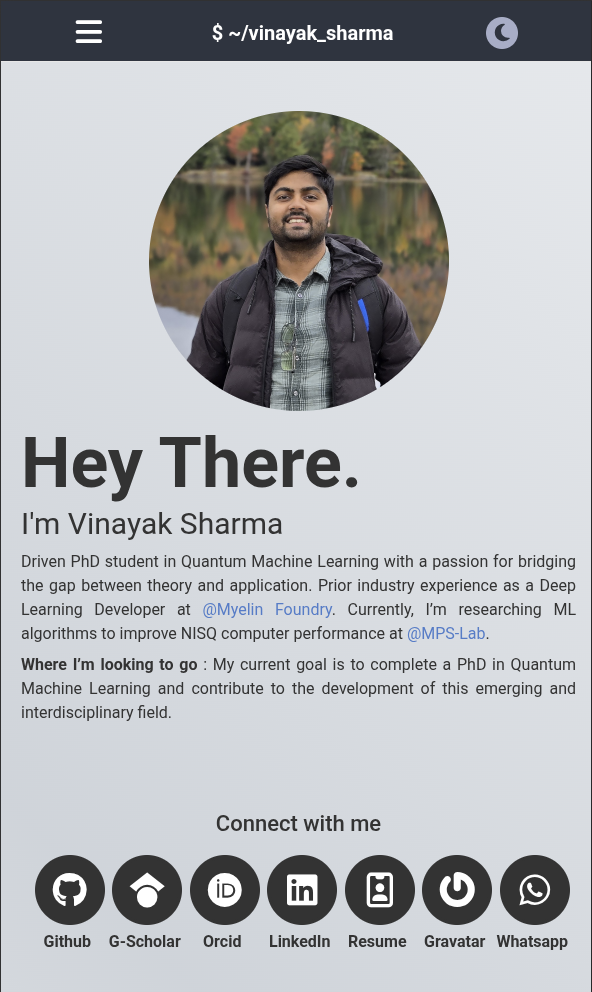 $ ~/vinayak_sharma
Hey There.
I'm Vinayak Sharma
Driven PhD student in Quantum Machine Learning with a passion for bridging
the gap between theory and application. Prior industry experience as a Deep
Learning Developer at @Myelin Foundry. Currently, I’m researching ML
algorithms to improve NISQ computer performance at @MPS-Lab.
Where I’m looking to go : My current goal is to complete a PhD in Quantum
Machine Learning and contribute to the development of this emerging and
interdisciplinary field.
Connect with me
iD in
Github G-Scholar Orcid LinkedIn Resume Gravatar Whatsapp